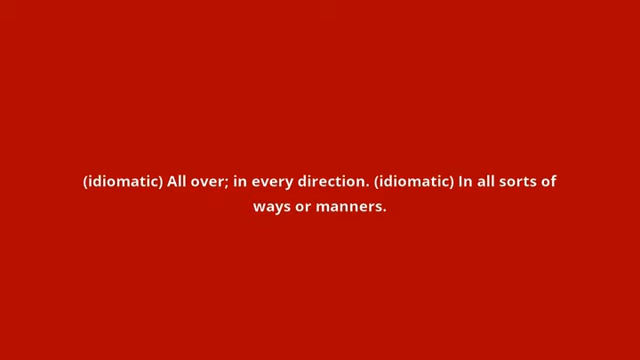 (idiomatic) All over; in every direction. (idiomatic) In all sorts of
ways or manners.